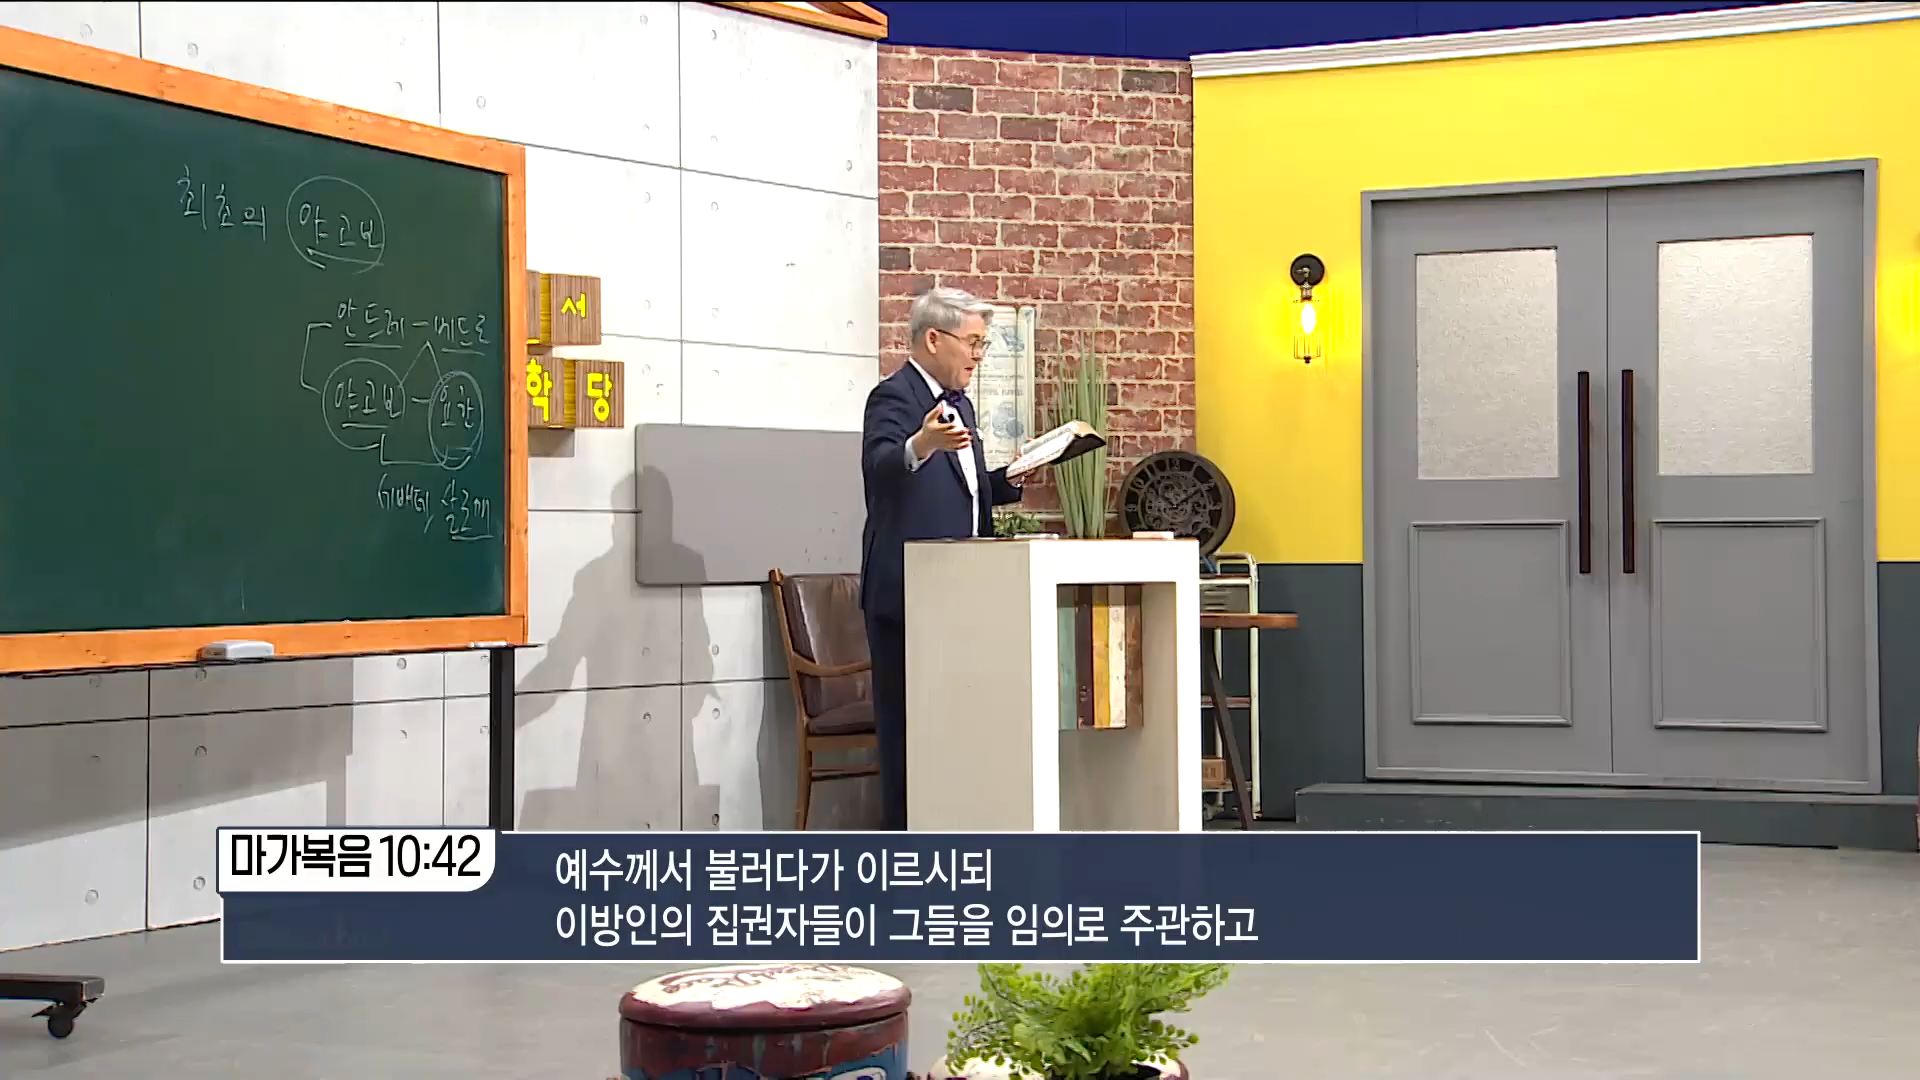 최초의 야고보
안드레 - 베드로
야고보 - 요한
세베대, 살로메
서
학당
마가복음 10:42
예수께서 불러다가 이르시되
이방인의 집권자들이 그들을 임의로 주관하고